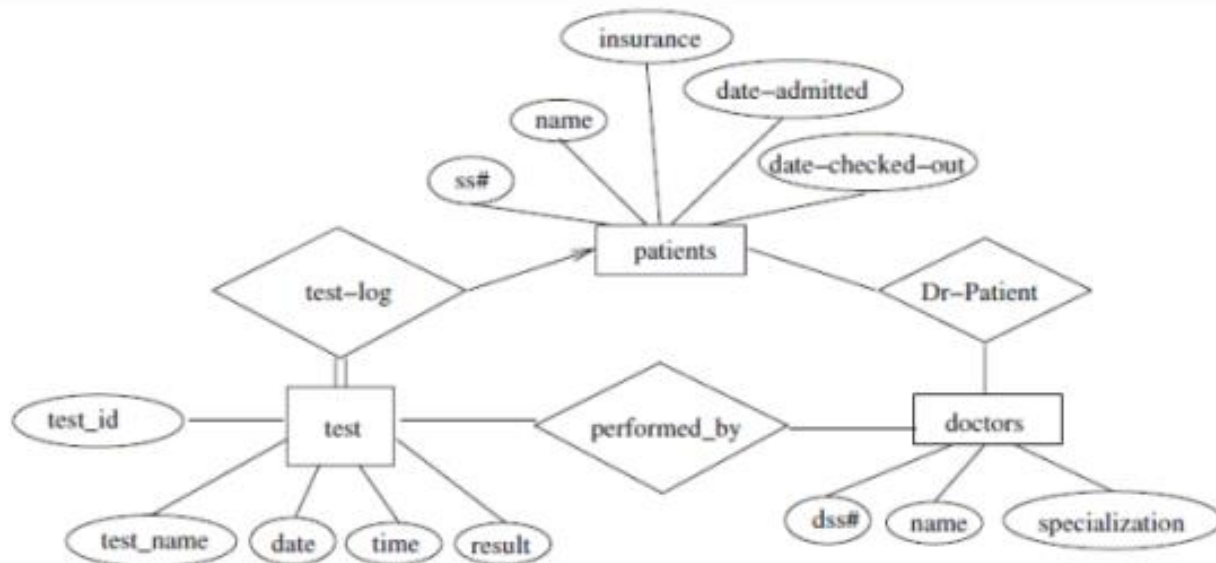 insurance
date-admitted
name
date-checked-out
ss#
patients
test-log
Dr-Patient
test_id
test
performed_by
doctors
test_name
date
time
result
dss#
name
specialization